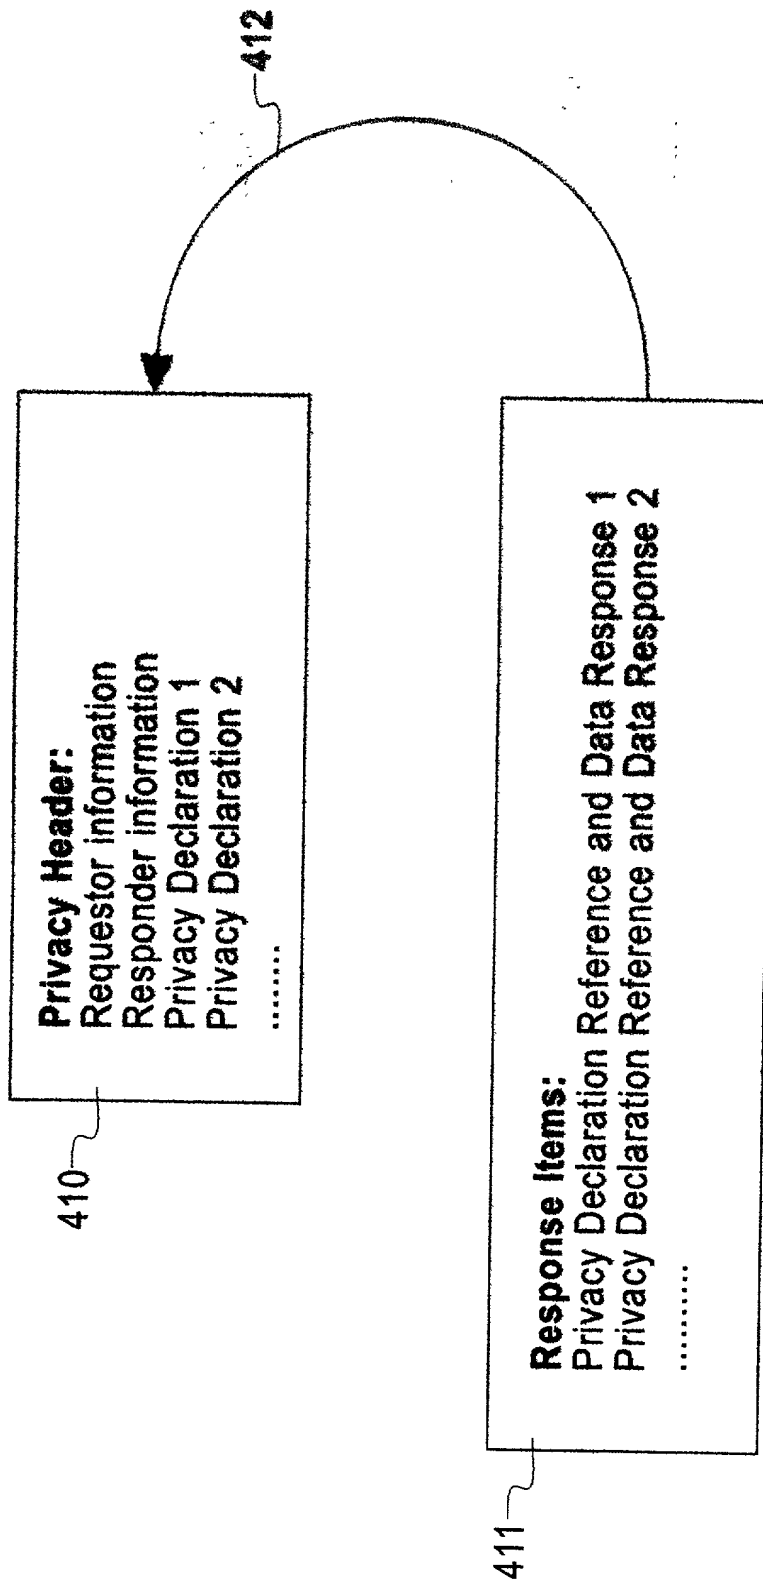 412
410
Privacy Header:
Requestor information
Responder information
Privacy Declaration 1
Privacy Declaration 2
.......
411
Response Items:
Privacy Declaration Reference and Data Response 1
Privacy Declaration Reference and Data Response 2
.........